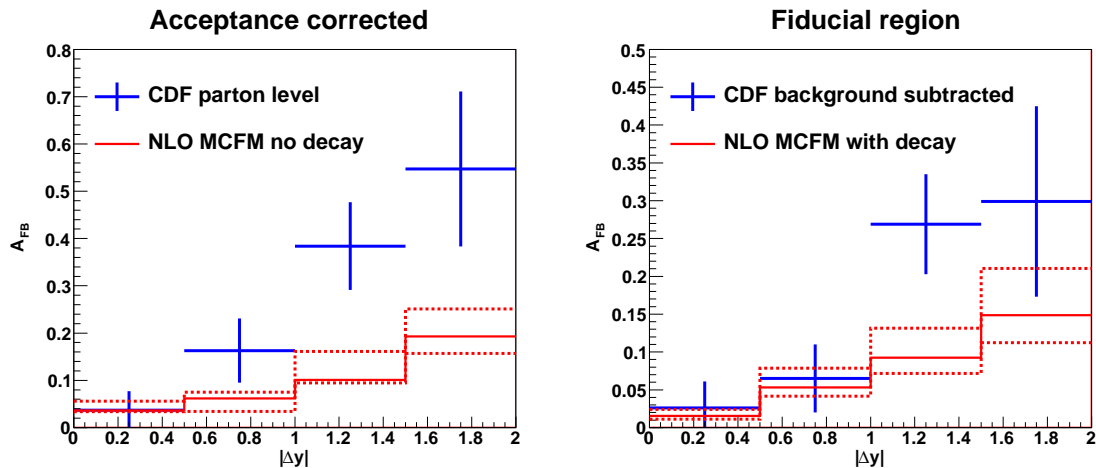 Acceptance corrected
0.8
0.7
0.6
0.5
0.4
0.3
0.2
0.1
0
CDF parton level
NLO MCFM no decay
A_FB
0 0.2 0.4 0.6 0.8 1 1.2 1.4 1.6 1.8 2
|Δy|
Fiducial region
0.5
0.45
0.4
0.35
0.3
0.25
0.2
0.15
0.1
0.05
0
CDF background subtracted
NLO MCFM with decay
A_FB
0 0.2 0.4 0.6 0.8 1 1.2 1.4 1.6 1.8 2
|Δy|